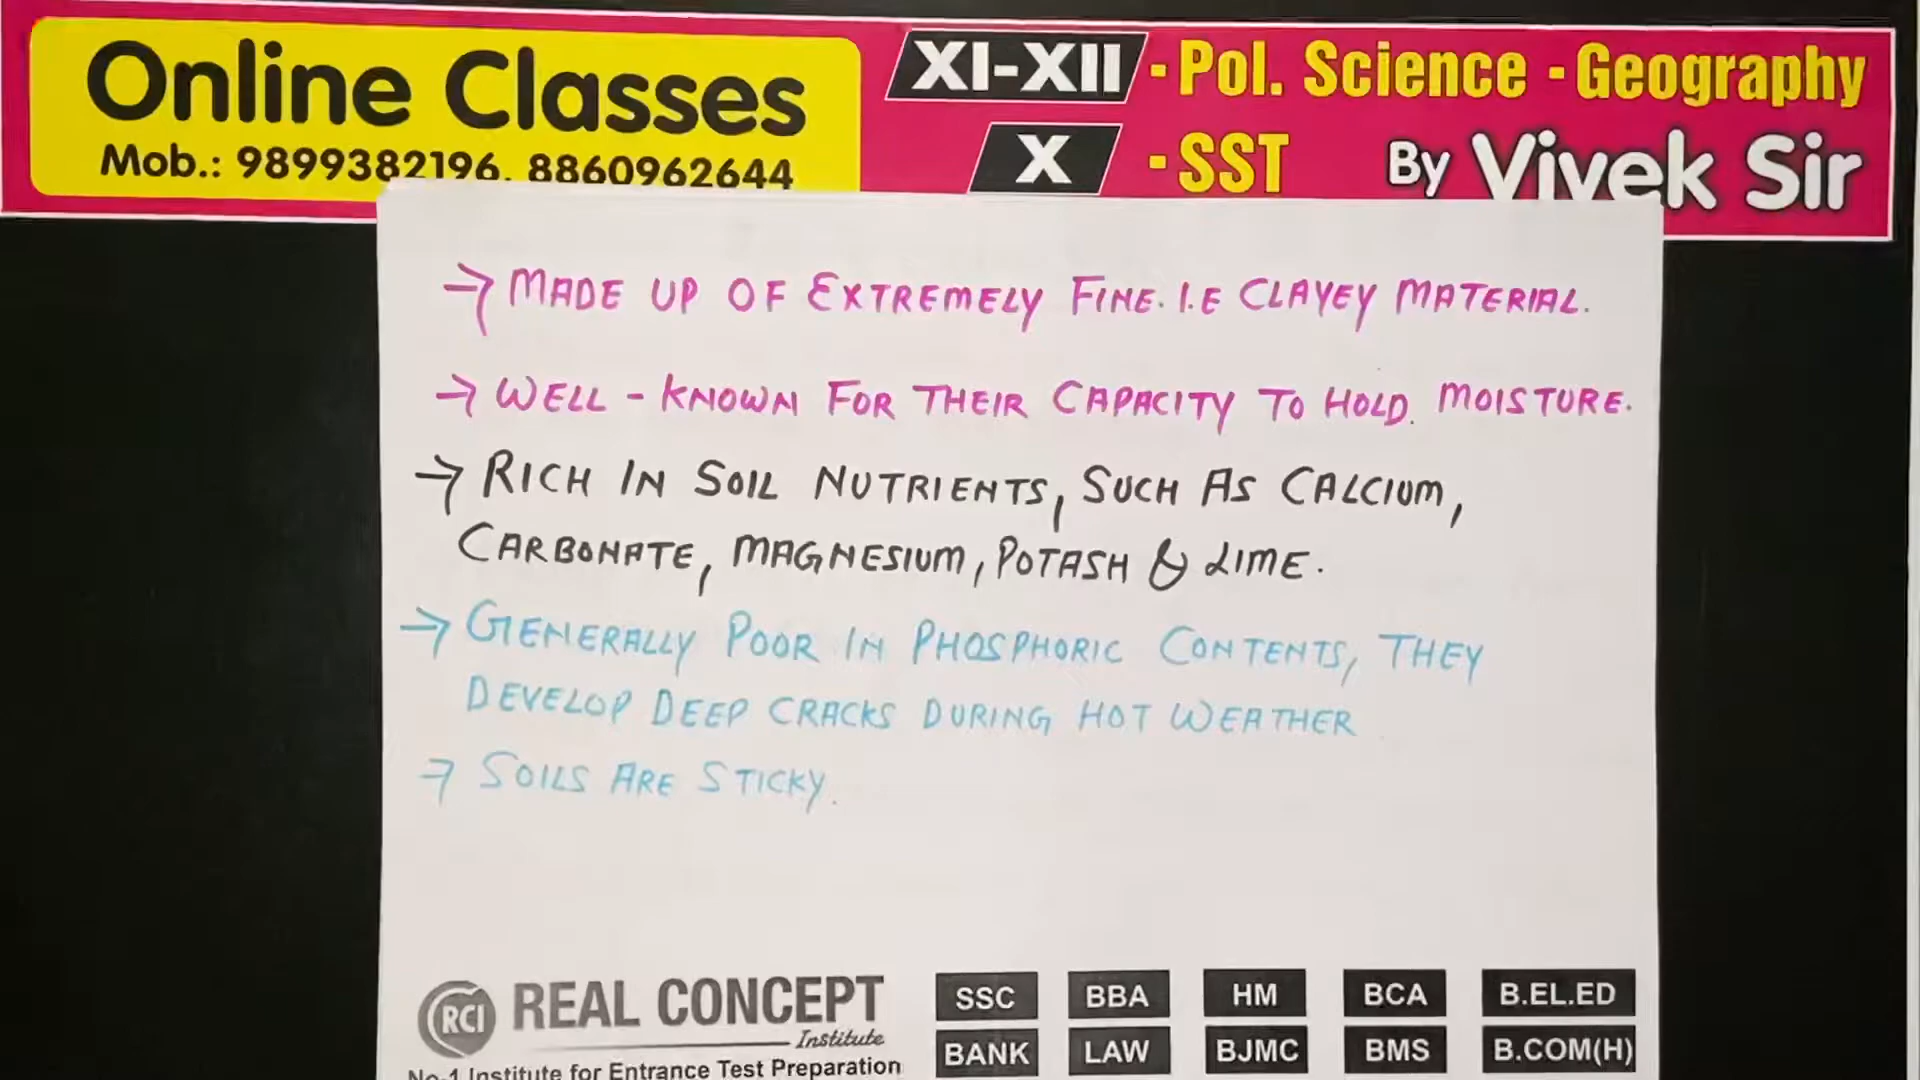 Online Classes
Mob.: 9899382196, 8860962644
XI-XII - Pol. Science - Geography
X - SST By Vivek Sir
→ MADE UP OF EXTREMELY FINE. I.E CLAYEY MATERIAL.
→ WELL - KNOWN FOR THEIR CAPACITY TO HOLD. MOISTURE.
→ RICH IN SOIL NUTRIENTS, SUCH AS CALCIUM,
CARBONATE, MAGNESIUM, POTASH & LIME.
→ GENERALLY POOR IN PHOSPHORIC CONTENTS, THEY
DEVELOP DEEP CRACKS DURING HOT WEATHER
→ SOILS ARE STICKY.
RCI REAL CONCEPT
Institute
No.1 Institute for Entrance Test Preparation
SSC BBA HM BCA B.EL.ED
BANK LAW BJMC BMS B.COM(H)